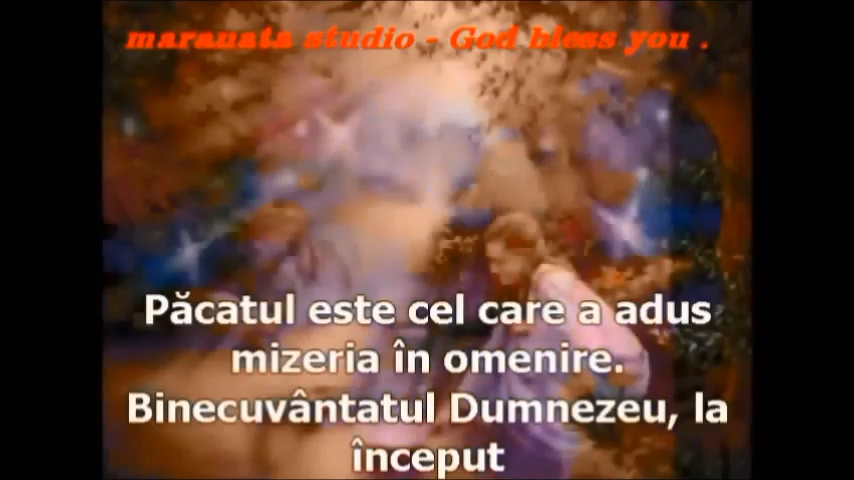 maranata studio - God bless you .
Păcatul este cel care a adus
mizeria în omenire.
Binecuvântatul Dumnezeu, la
început